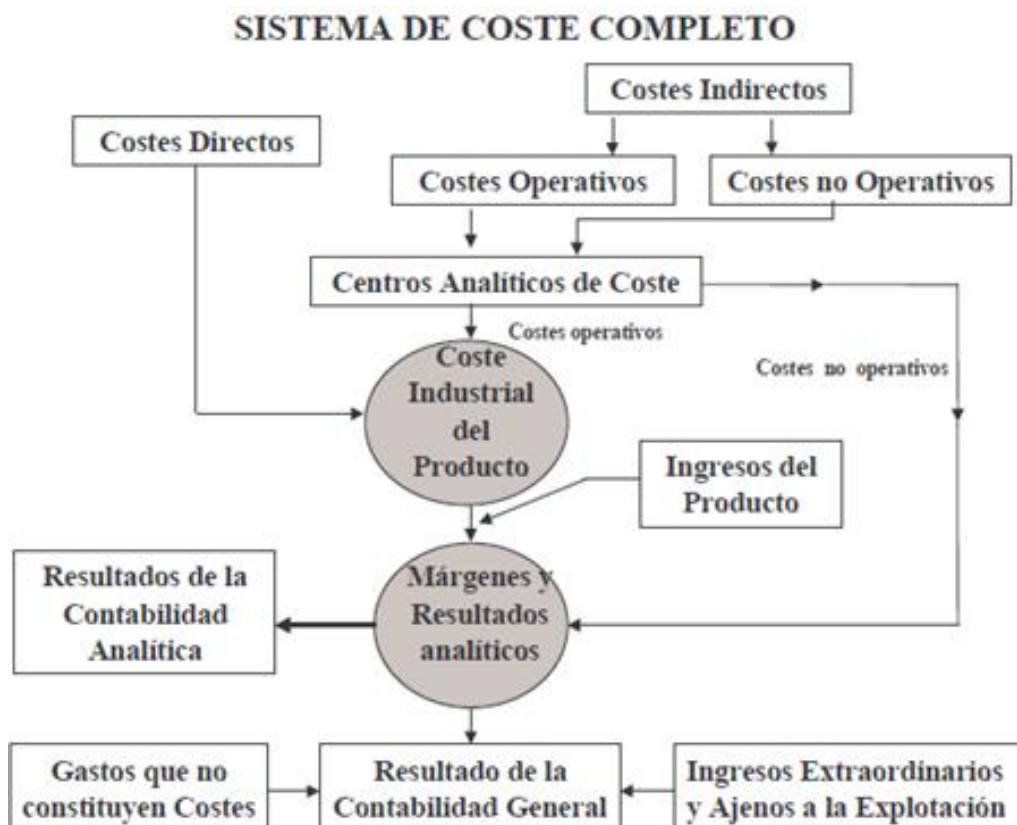 SISTEMA DE COSTE COMPLETO
Costes Indirectos
Costes Directos
Costes Operativos
Costes no Operativos
Centros Analíticos de Coste
Costes operativos
Costes no operativos
Coste
Industrial
del
Producto
Ingresos del
Producto
Resultados de la
Contabilidad
Analítica
Márgenes y
Resultados
analíticos
Gastos que no
constituyen Costes
Resultado de la
Contabilidad General
Ingresos Extraordinarios
y Ajenos a la Explotación